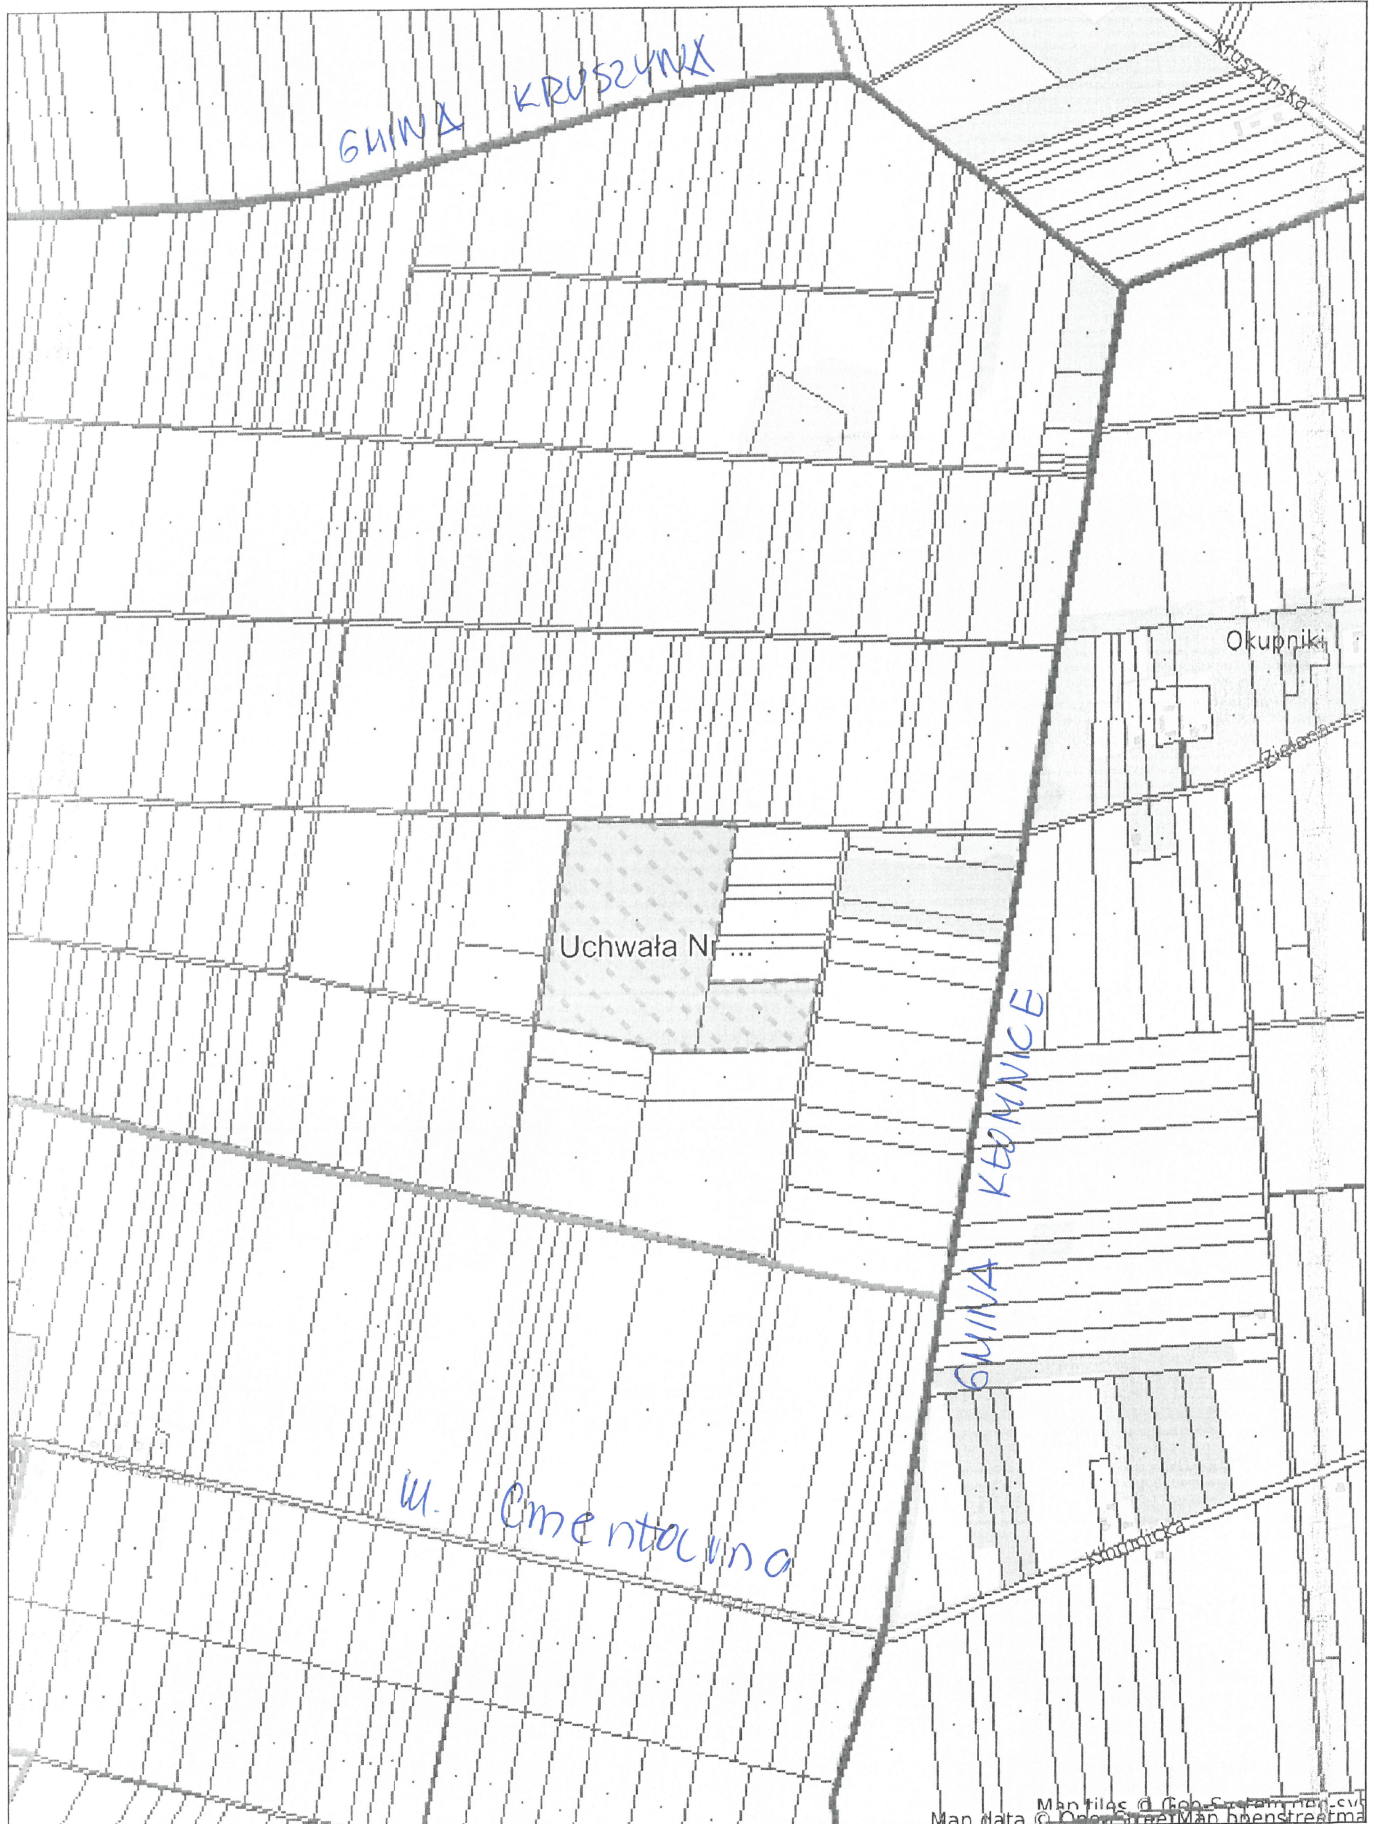 Kruszyńska
GMINA KRUSZYNA
Okupniki
Zielona
Uchwała Nr ...
GMINA KŁOMNICE
ul. Cmentarna
Kłomnicka
Map tiles © Geo-System
Map data © OpenStreetMap openstreetma